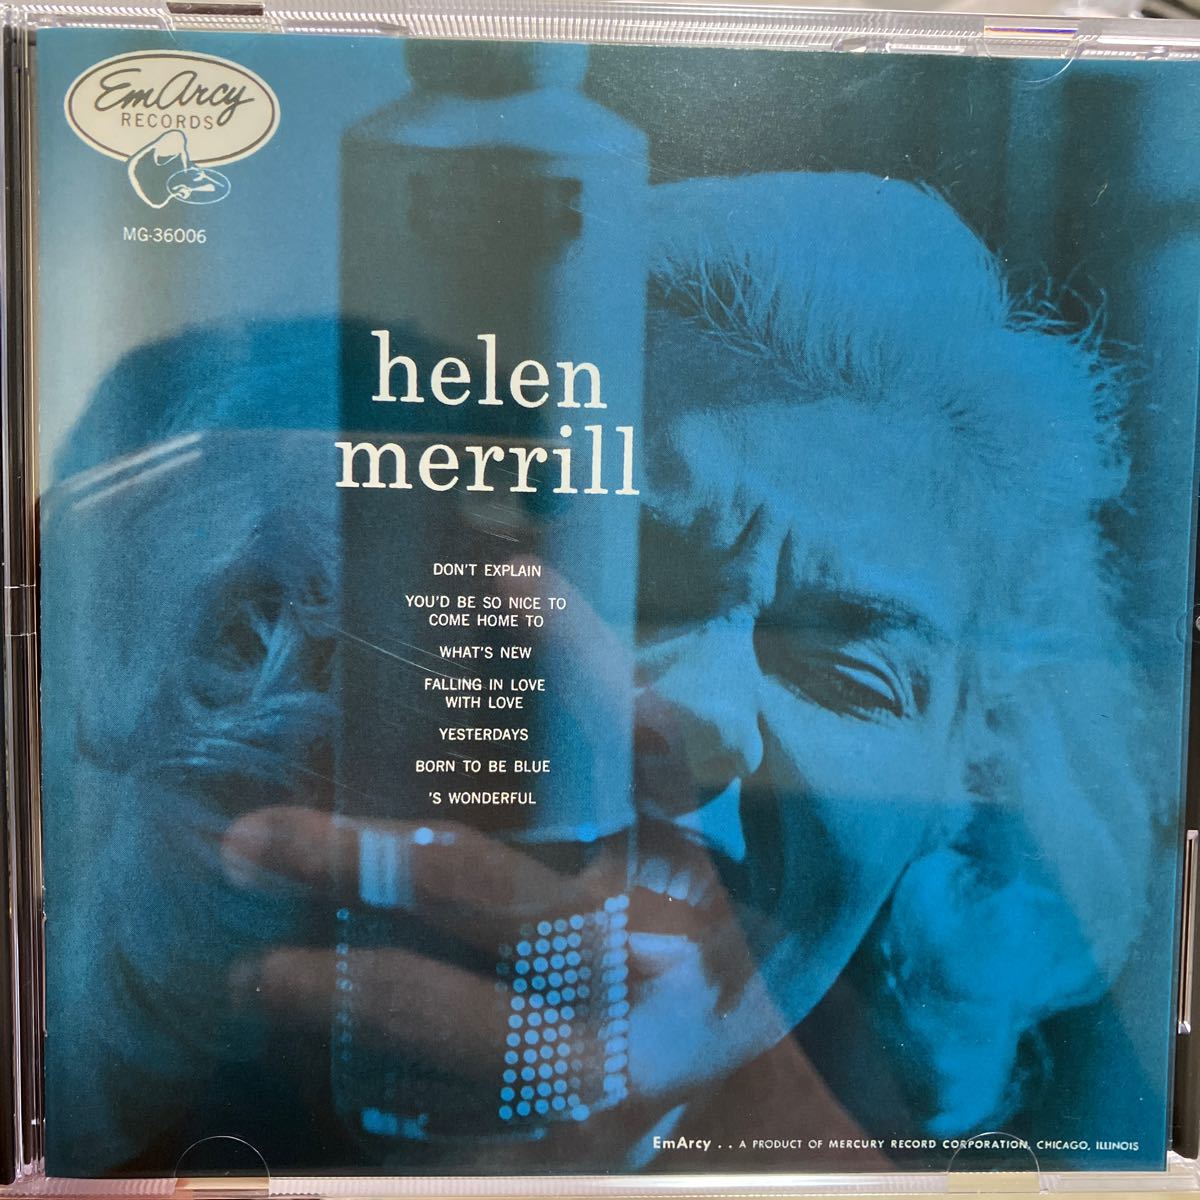 EmArcy
RECORDS
MG-36006
helen
merrill
DON'T EXPLAIN
YOU'D BE SO NICE TO
COME HOME TO
WHAT'S NEW
FALLING IN LOVE
WITH LOVE
YESTERDAYS
BORN TO BE BLUE
'S WONDERFUL
EmArcy . . A PRODUCT OF MERCURY RECORD CORPORATION, CHICAGO, ILLINOIS